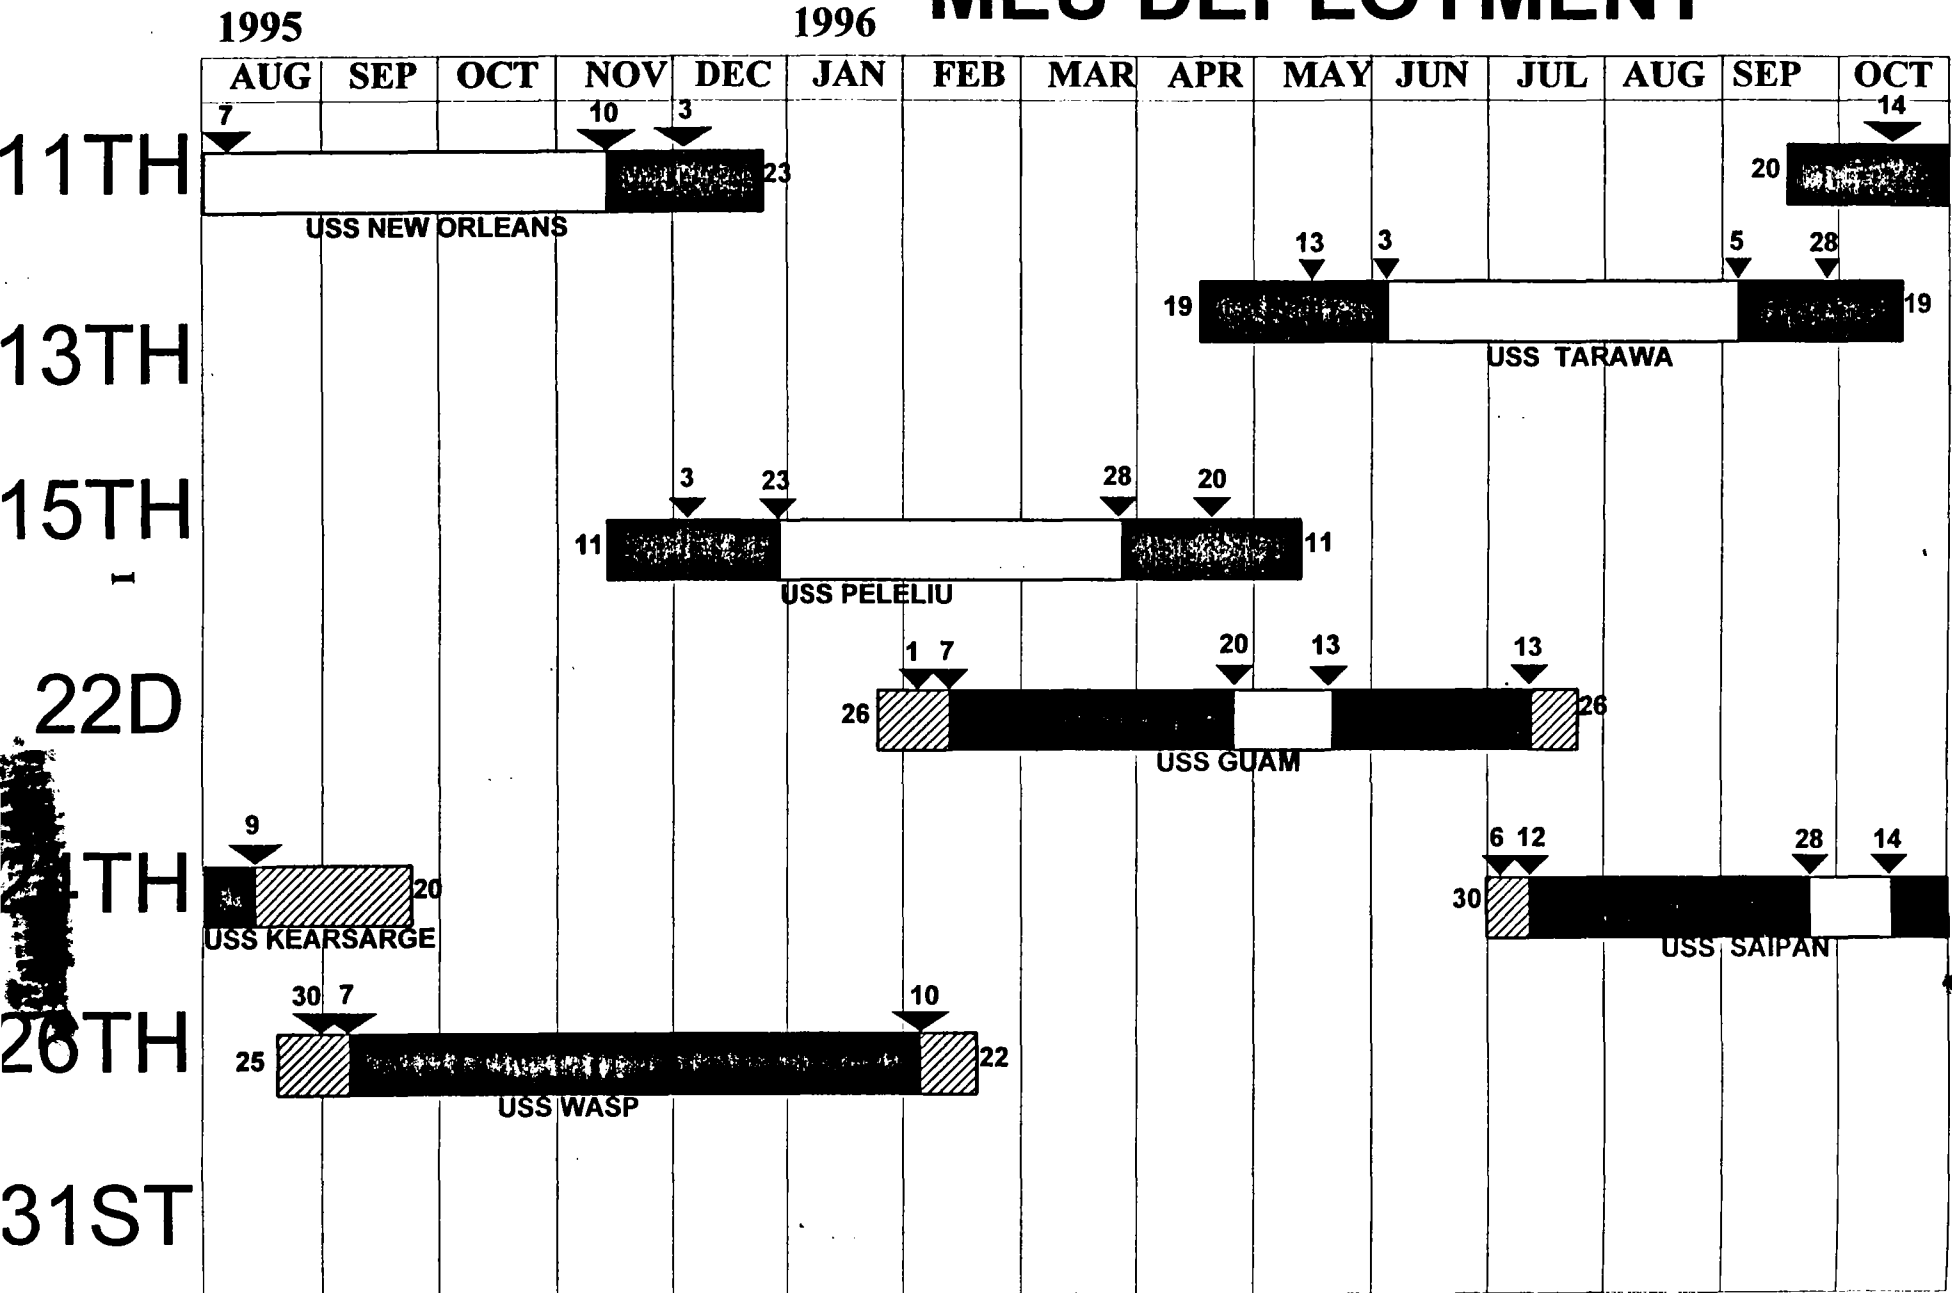 MEU DEPLOYMENT
1995 1996
AUG SEP OCT NOV DEC JAN FEB MAR APR MAY JUN JUL AUG SEP OCT
7 10 3 14
11TH 23 20
USS NEW ORLEANS
13 3 5 28
19 19
13TH
USS TARAWA
3 23 28 20
15TH
11 11
USS PELELIU
1 7 20 13 13
22D 26 26
USS GUAM
9 6 12 28 14
24TH 20 30
USS KEARSARGE USS SAIPAN
30 7 10
26TH 25 22
USS WASP
31ST